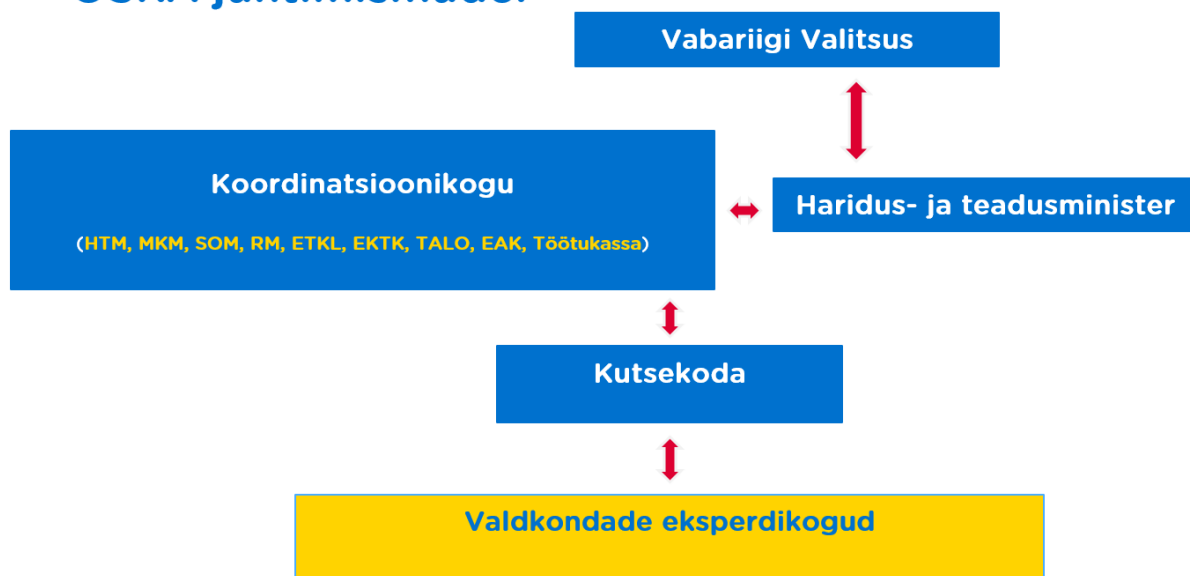 Vabariigi Valitsus
Koordinatsioonikogu
(HTM, MKM, SOM, RM, ETKL, EKTK, TALO, EAK, Töötukassa)
Haridus- ja teadusminister
Kutsekoda
Valdkondade eksperdikogud